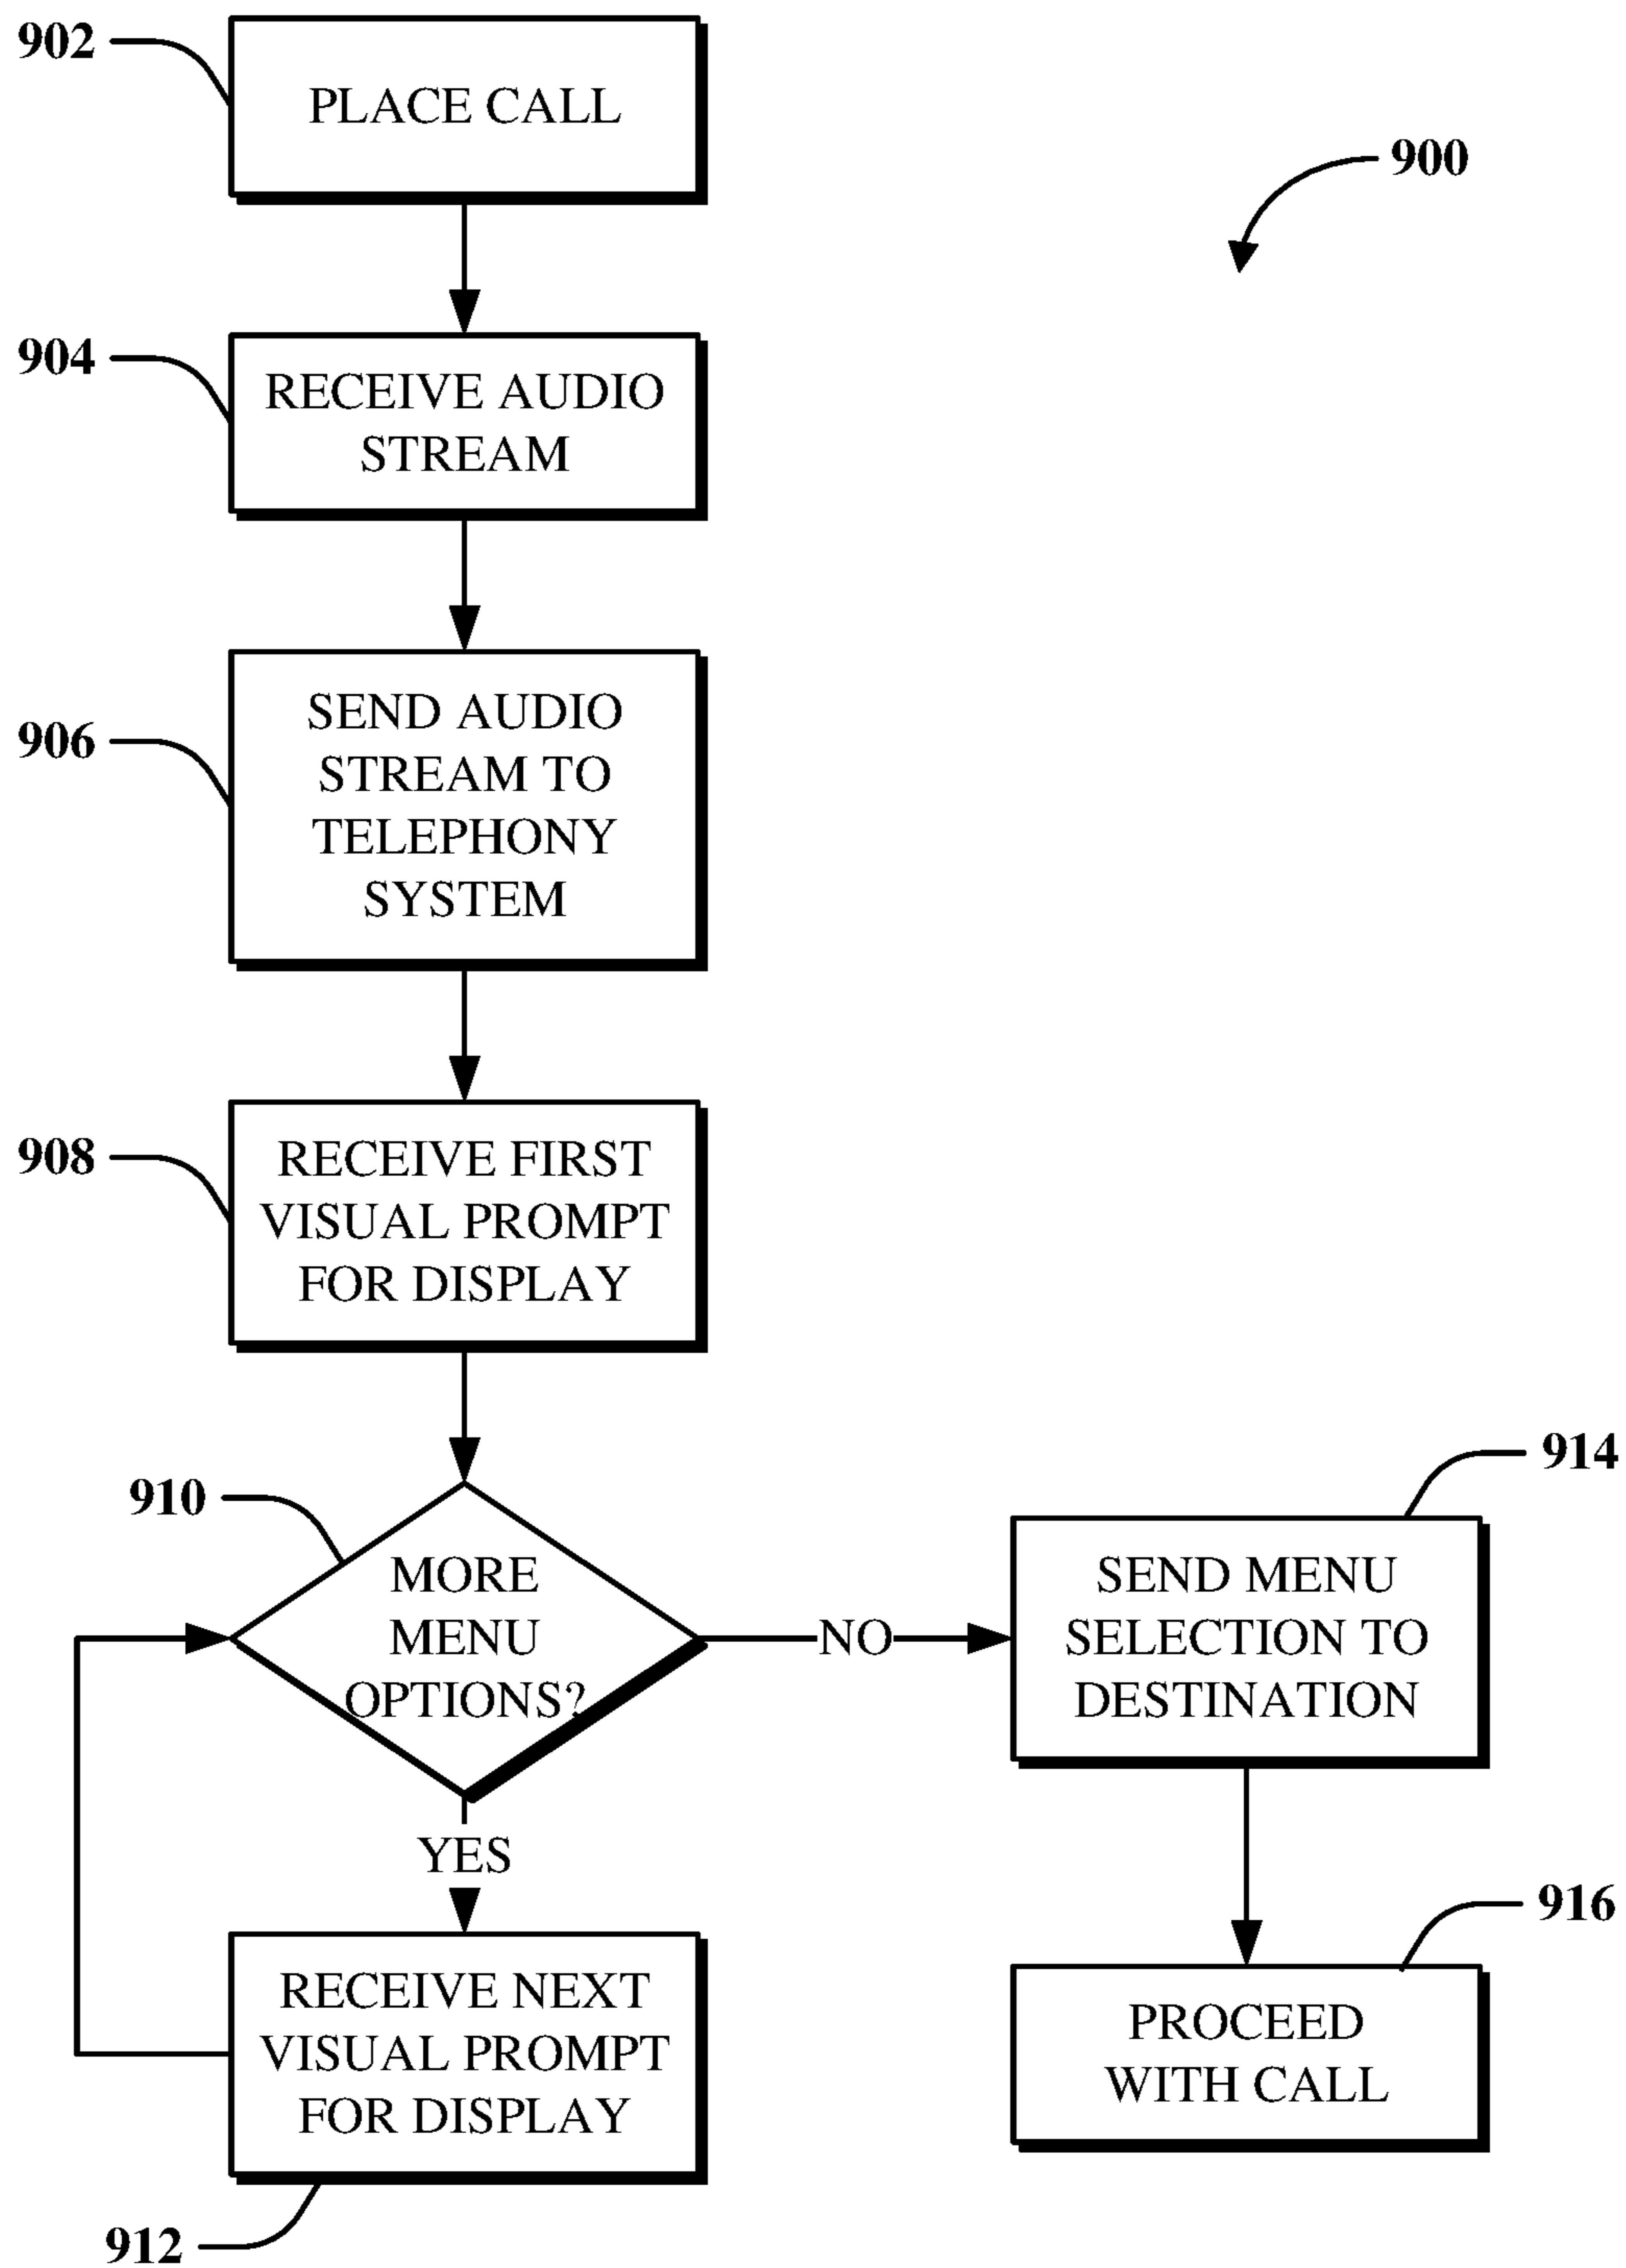 902
PLACE CALL
900
904
RECEIVE AUDIO
STREAM
906
SEND AUDIO
STREAM TO
TELEPHONY
SYSTEM
908
RECEIVE FIRST
VISUAL PROMPT
FOR DISPLAY
910
MORE
MENU
OPTIONS?
NO
914
SEND MENU
SELECTION TO
DESTINATION
YES
912
RECEIVE NEXT
VISUAL PROMPT
FOR DISPLAY
916
PROCEED
WITH CALL